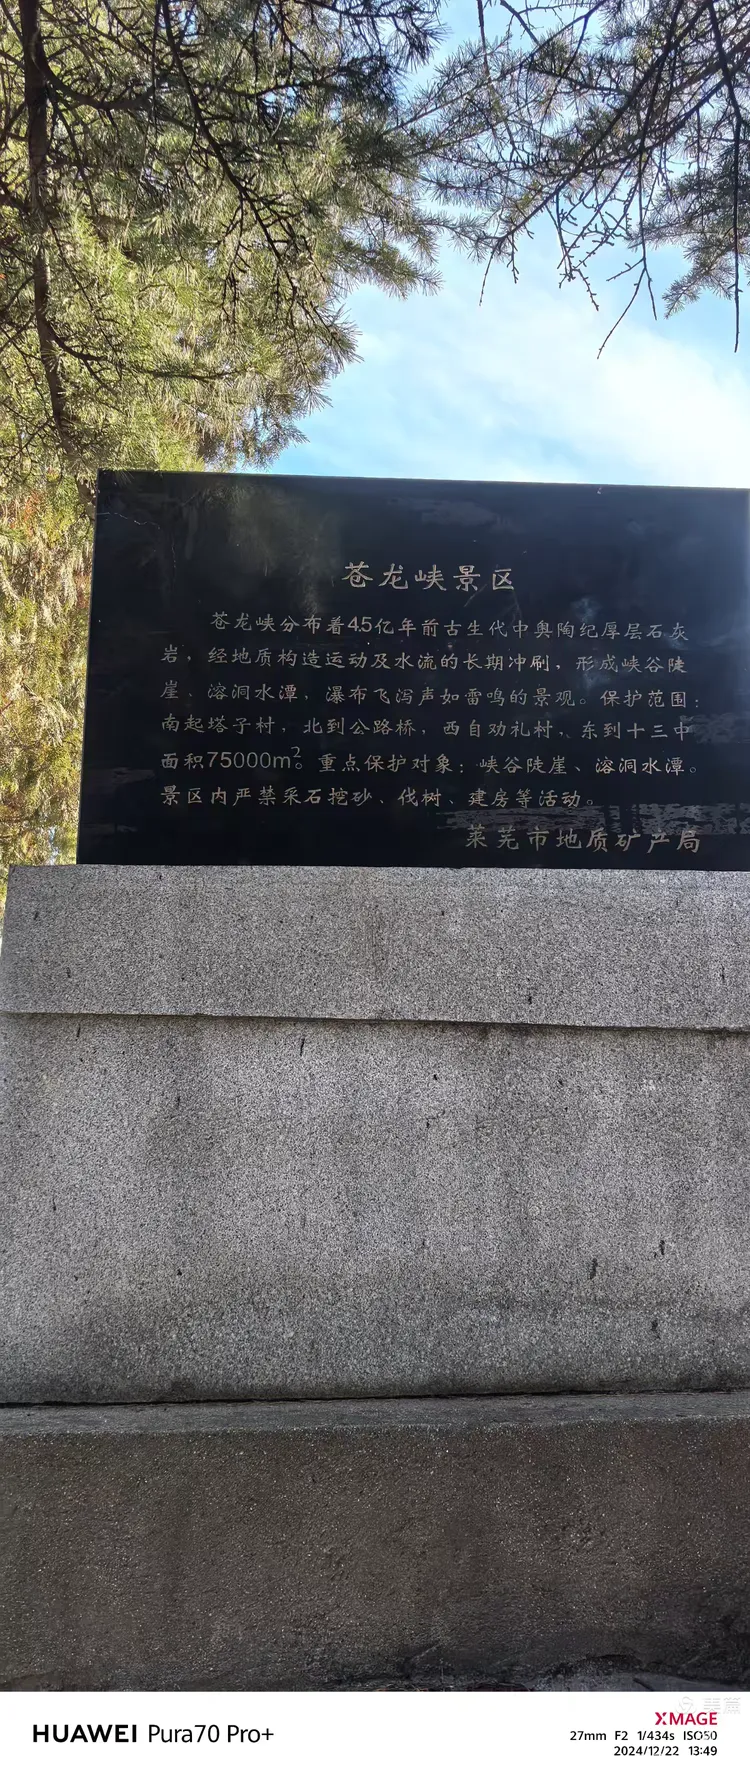 苍龙峡景区
苍龙峡分布着4.5亿年前古生代中奥陶纪厚层石灰
岩，经地质构造运动及水流的长期冲刷，形成峡谷陡
崖、溶洞水潭，瀑布飞泻声如雷鸣的景观。保护范围：
南起塔子村，北到公路桥，西自劝礼村，东到十三中
面积75000m²。重点保护对象：峡谷陡崖、溶洞水潭。
景区内严禁采石挖砂、伐树、建房等活动。
莱芜市地质矿产局
HUAWEI Pura70 Pro+
XMAGE
27mm F2 1/434s ISO50
2024/12/22 13:49